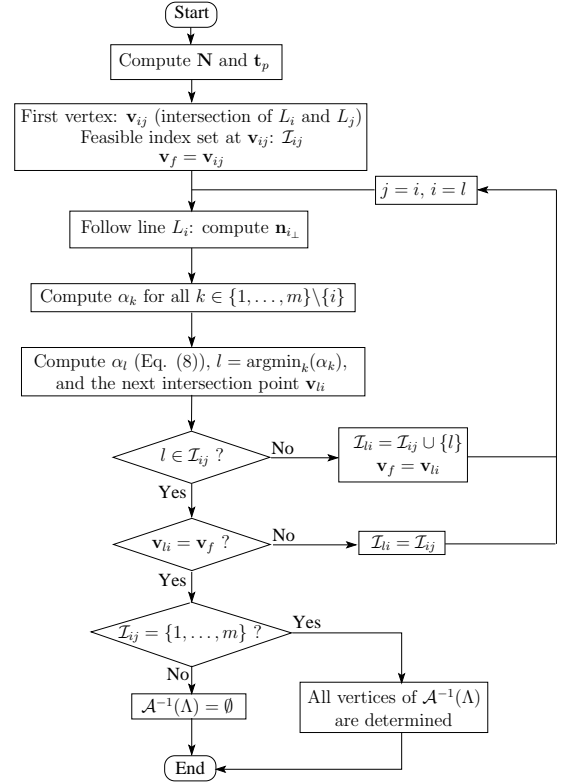 Start
Compute N and t_p
First vertex: v_ij (intersection of L_i and L_j)
Feasible index set at v_ij: 𝓘_ij
v_f = v_ij
j = i, i = l
Follow line L_i: compute n_i⊥
Compute α_k for all k ∈ {1, . . . , m}\{i}
Compute α_l (Eq. (8)), l = argmin_k(α_k),
and the next intersection point v_li
l ∈ 𝓘_ij ?
No
𝓘_li = 𝓘_ij ∪ {l}
v_f = v_li
Yes
v_li = v_f ?
No
𝓘_li = 𝓘_ij
Yes
𝓘_ij = {1, . . . , m} ?
Yes
No
𝒜⁻¹(Λ) = ∅
All vertices of 𝒜⁻¹(Λ)
are determined
End